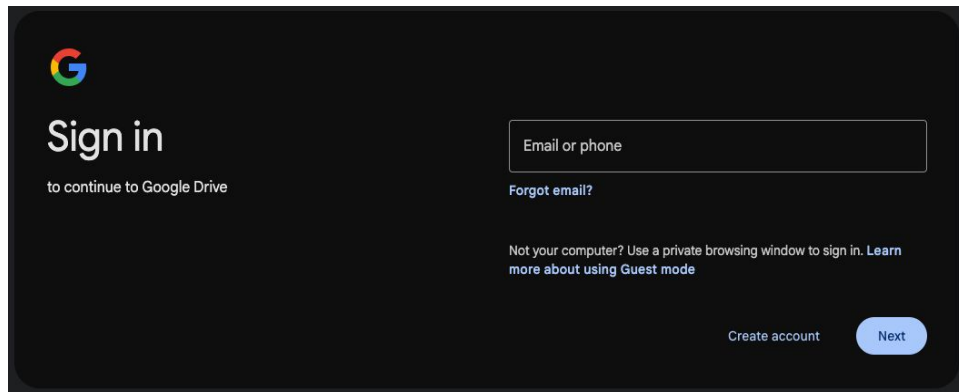 Sign in
to continue to Google Drive
Email or phone
Forgot email?
Not your computer? Use a private browsing window to sign in. Learn
more about using Guest mode
Create account
Next